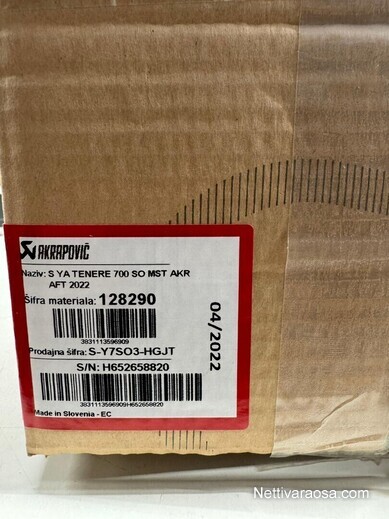 AKRAPOVIČ
Naziv: S YA TENERE 700 SO MST AKR
AFT 2022
Šifra materiala: 128290
3831113596909
Prodajna šifra: S-Y7SO3-HGJT
S/N: H652658820
3831113596909H652658820
Made in Slovenia - EC
04/2022
Nettivaraosa.com